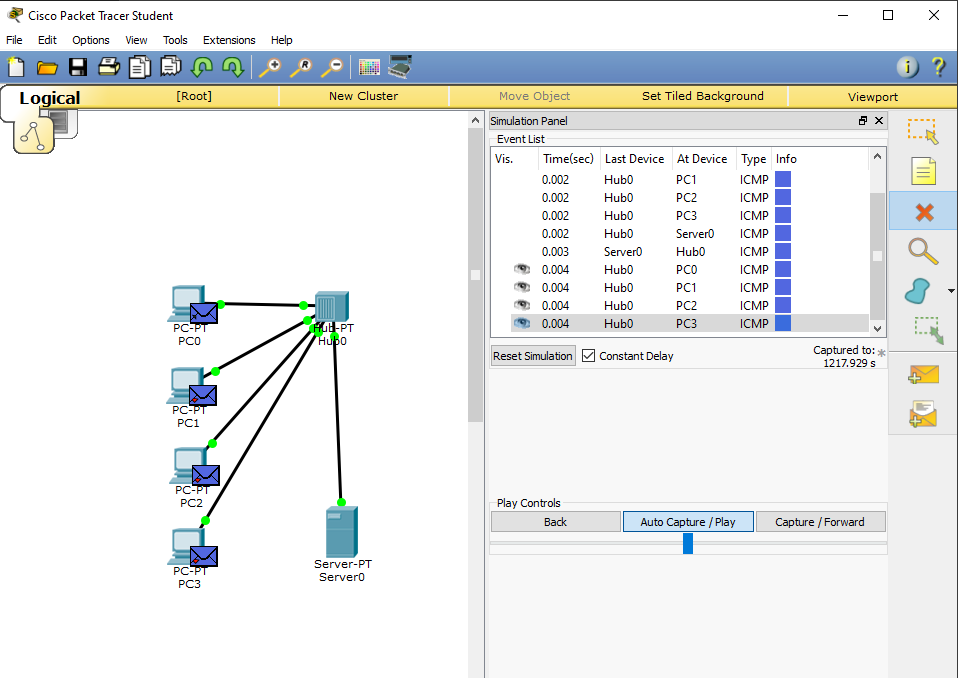 Cisco Packet Tracer Student
File Edit Options View Tools Extensions Help
Logical [Root] New Cluster Move Object Set Tiled Background Viewport
Simulation Panel
Event List
Vis. Time(sec) Last Device At Device Type Info
0.002 Hub0 PC1 ICMP
0.002 Hub0 PC2 ICMP
0.002 Hub0 PC3 ICMP
0.002 Hub0 Server0 ICMP
0.003 Server0 Hub0 ICMP
0.004 Hub0 PC0 ICMP
0.004 Hub0 PC1 ICMP
0.004 Hub0 PC2 ICMP
0.004 Hub0 PC3 ICMP
Reset Simulation Constant Delay Captured to: *
1217.929 s
Play Controls
Back Auto Capture / Play Capture / Forward
PC-PT
PC0
Hub-PT
Hub0
PC-PT
PC1
PC-PT
PC2
PC-PT
PC3
Server-PT
Server0